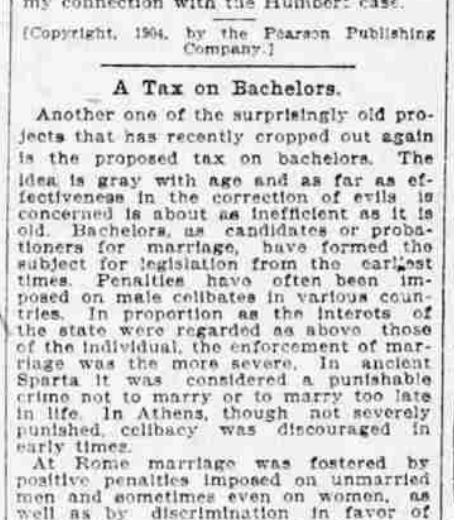 my connection with the Humbert case.
[Copyright, 1904, by the Pearson Publishing
Company.]
A Tax on Bachelors.
Another one of the surprisingly old pro-
jects that has recently cropped out again
is the proposed tax on bachelors. The
idea is gray with age and as far as ef-
fectiveness in the correction of evils is
concerned is about as inefficient as it is
old. Bachelors, as candidates or proba-
tioners for marriage, have formed the
subject for legislation from the earliest
times. Penalties have often been im-
posed on male celibates in various coun-
tries. In proportion as the interets of
the state were regarded as above those
of the individual, the enforcement of mar-
riage was the more severe. In ancient
Sparta it was considered a punishable
crime not to marry or to marry too late
in life. In Athens, though not severely
punished, celibacy was discouraged in
early times.
At Rome marriage was fostered by
positive penalties imposed on unmarried
men and sometimes even on women, as
well as by discrimination in favor of